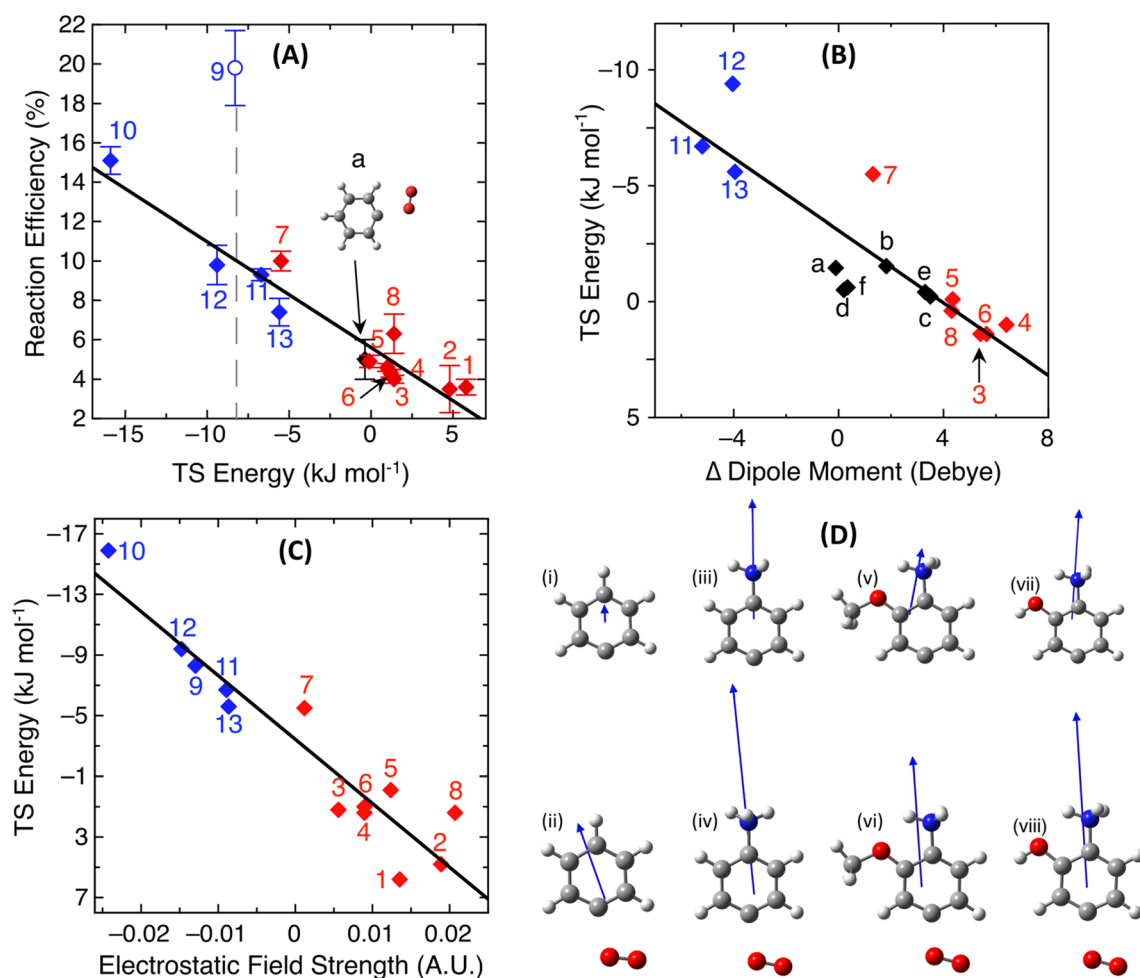 (A)
Reaction Efficiency (%)
22
20
18
16
14
12
10
8
6
4
2
9
10
a
7
12
11
13
8
5
4
2
1
6
3
−15
−10
−5
0
5
TS Energy (kJ mol⁻¹)
(B)
TS Energy (kJ mol⁻¹)
−10
−5
0
5
12
11
13
7
b
a
e
5
d
f
c
8
6
4
3
−4
0
4
8
Δ Dipole Moment (Debye)
(C)
TS Energy (kJ mol⁻¹)
−17
−13
−9
−5
−1
3
7
10
12
11
9
13
7
5
3
6
8
4
2
1
−0.02
−0.01
0
0.01
0.02
Electrostatic Field Strength (A.U.)
(D)
(i)
(iii)
(v)
(vii)
(ii)
(iv)
(vi)
(viii)